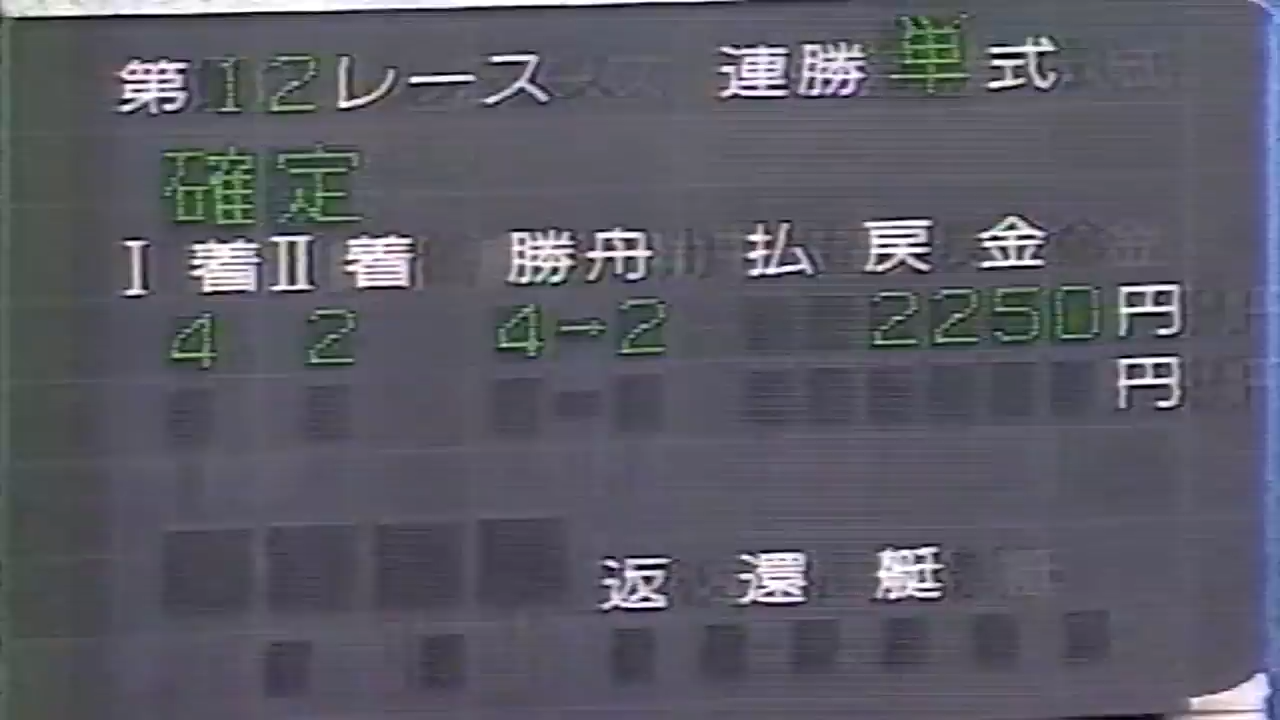 第12レース 連勝単式
確定
I着 II着 勝舟 払戻金
4 2 4-2 2250円
円
返還艇